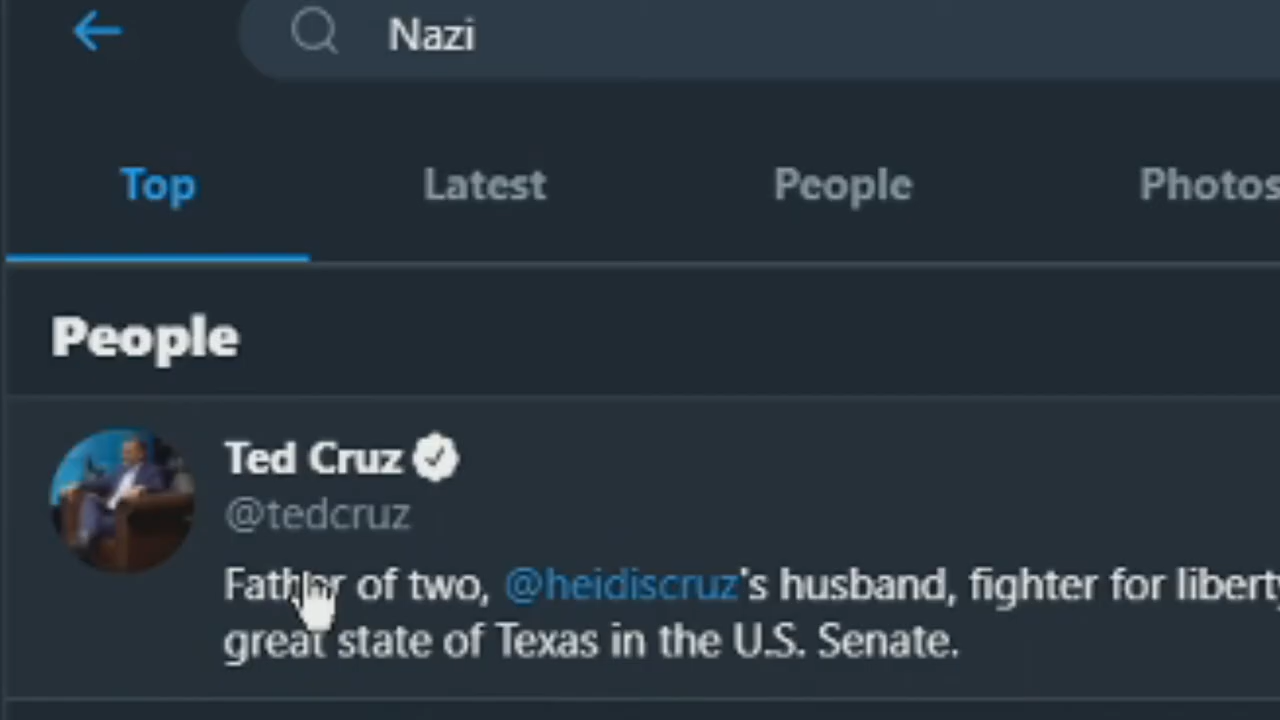 Nazi
Top Latest People Photos
People
Ted Cruz
@tedcruz
Father of two, @heidiscruz's husband, fighter for liberty
great state of Texas in the U.S. Senate.